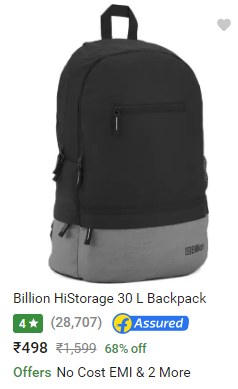 Billion
Billion HiStorage 30 L Backpack
4★ (28,707) f Assured
₹498 ₹1,599 68% off
Offers No Cost EMI & 2 More